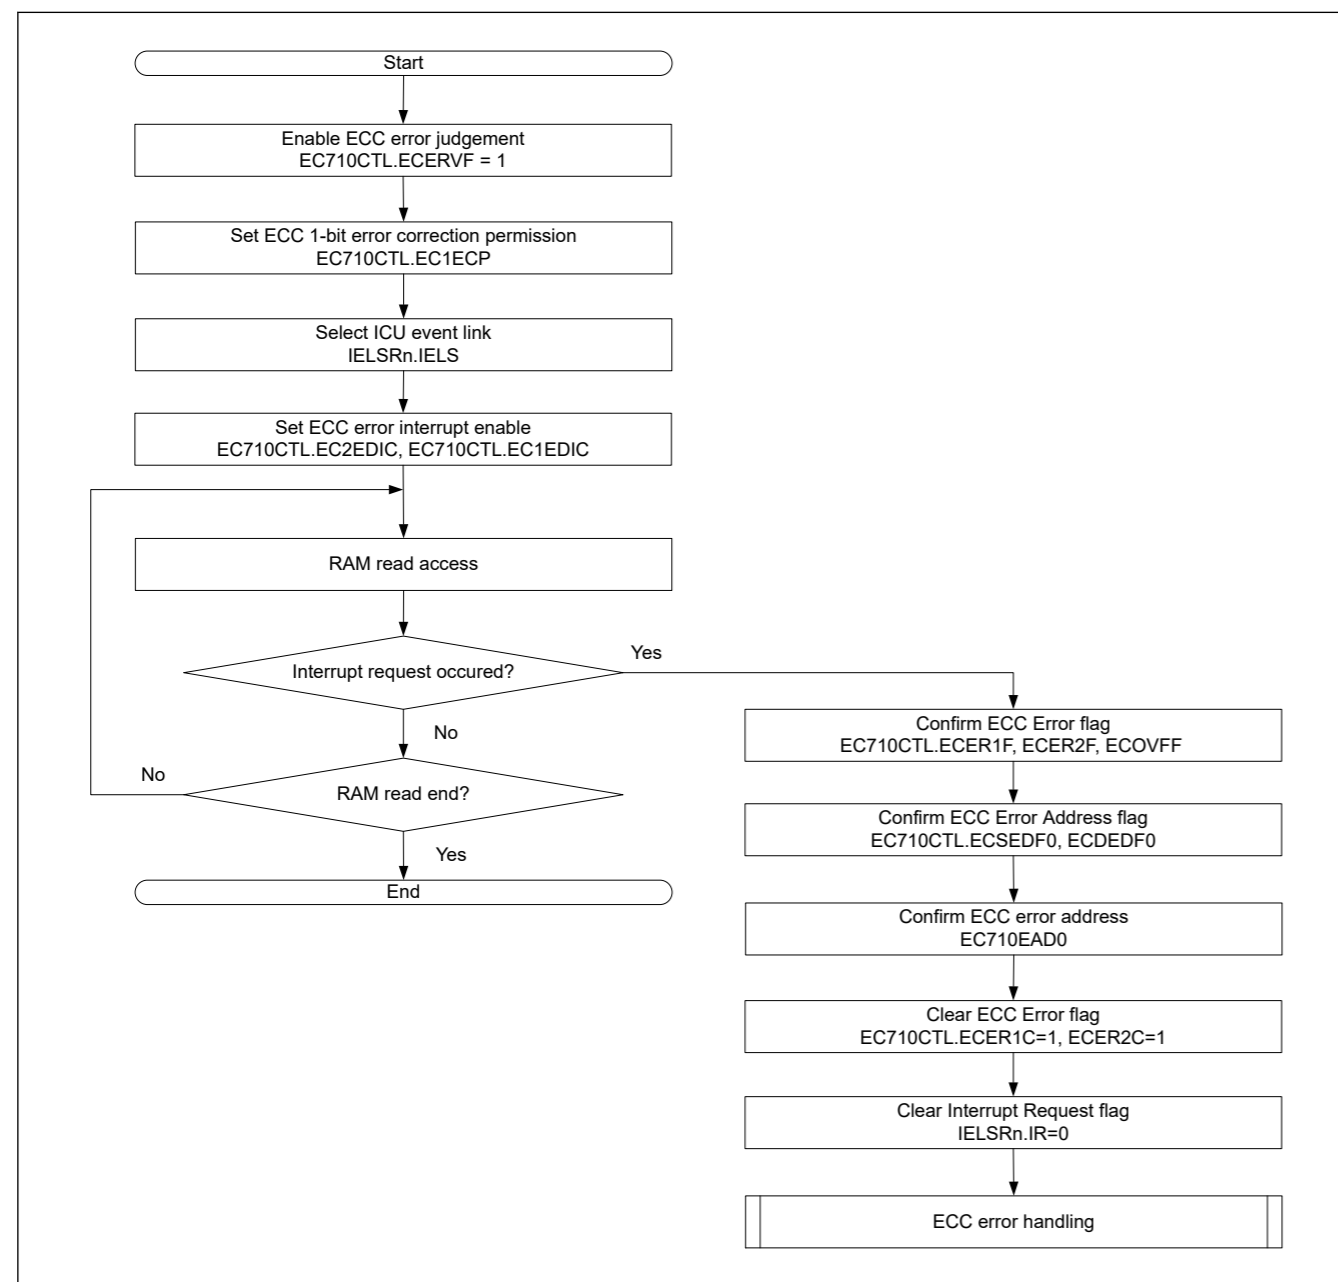 Start
Enable ECC error judgement
EC710CTL.ECERVF = 1
Set ECC 1-bit error correction permission
EC710CTL.EC1ECP
Select ICU event link
IELSRn.IELS
Set ECC error interrupt enable
EC710CTL.EC2EDIC, EC710CTL.EC1EDIC
RAM read access
Interrupt request occured?
Yes
No
RAM read end?
No
Yes
End
Confirm ECC Error flag
EC710CTL.ECER1F, ECER2F, ECOVFF
Confirm ECC Error Address flag
EC710CTL.ECSEDF0, ECDEDF0
Confirm ECC error address
EC710EAD0
Clear ECC Error flag
EC710CTL.ECER1C=1, ECER2C=1
Clear Interrupt Request flag
IELSRn.IR=0
ECC error handling